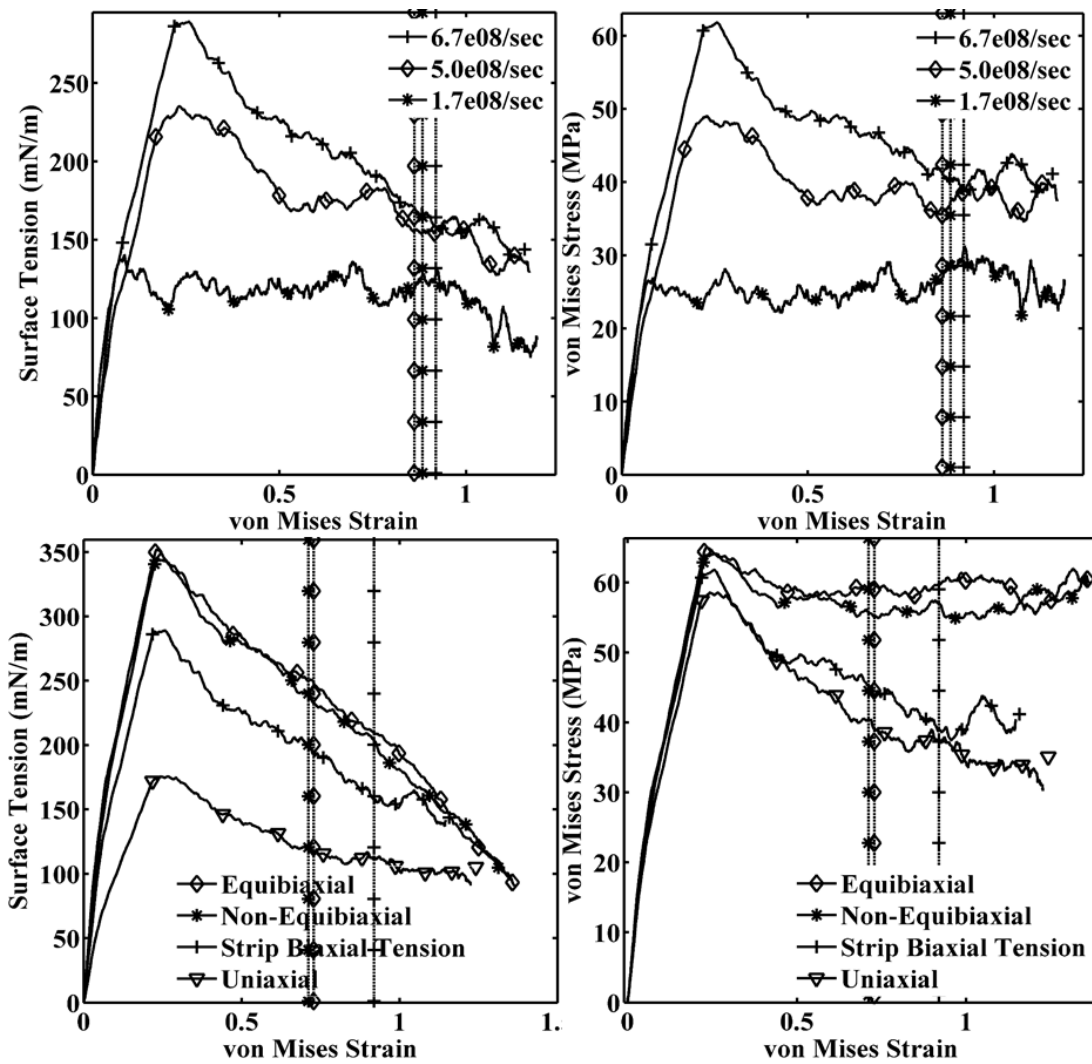 Surface Tension (mN/m)
250
200
150
100
50
0
0
0.5
1
von Mises Strain
6.7e08/sec
5.0e08/sec
1.7e08/sec
von Mises Stress (MPa)
60
50
40
30
20
10
0
0
0.5
1
von Mises Strain
6.7e08/sec
5.0e08/sec
1.7e08/sec
Surface Tension (mN/m)
350
300
250
200
150
100
50
0
0
0.5
1
1.
von Mises Strain
Equibiaxial
Non-Equibiaxial
Strip Biaxial Tension
Uniaxial
von Mises Stress (MPa)
60
50
40
30
20
10
0
0
0.5
1
von Mises Strain
Equibiaxial
Non-Equibiaxial
Strip Biaxial Tension
Uniaxial